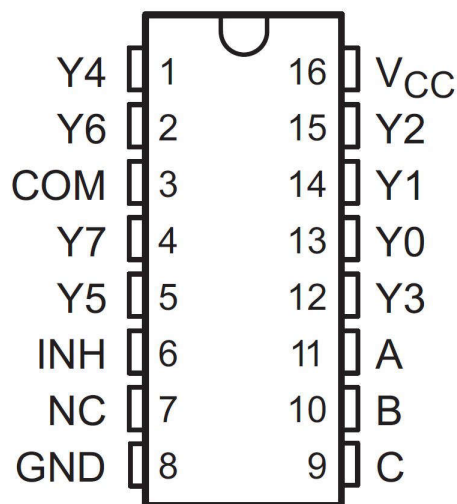 Y4 1 16 VCC
Y6 2 15 Y2
COM 3 14 Y1
Y7 4 13 Y0
Y5 5 12 Y3
INH 6 11 A
NC 7 10 B
GND 8 9 C